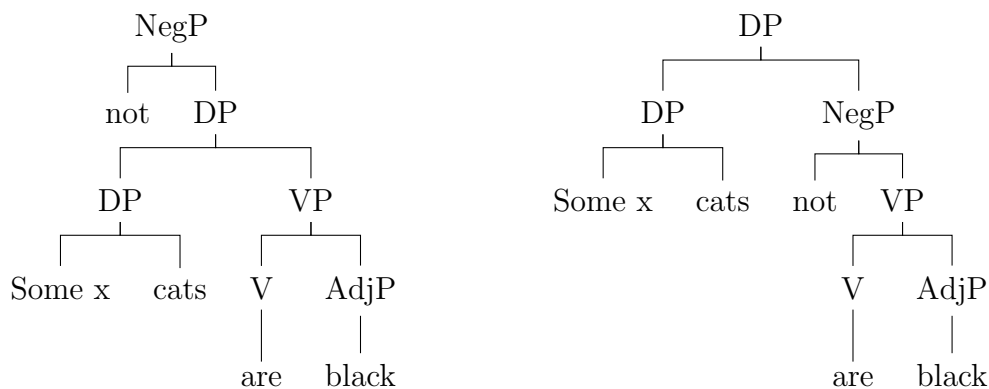 NegP DP
not DP DP NegP
DP VP Some x cats not VP
Some x cats V AdjP V AdjP
are black are black